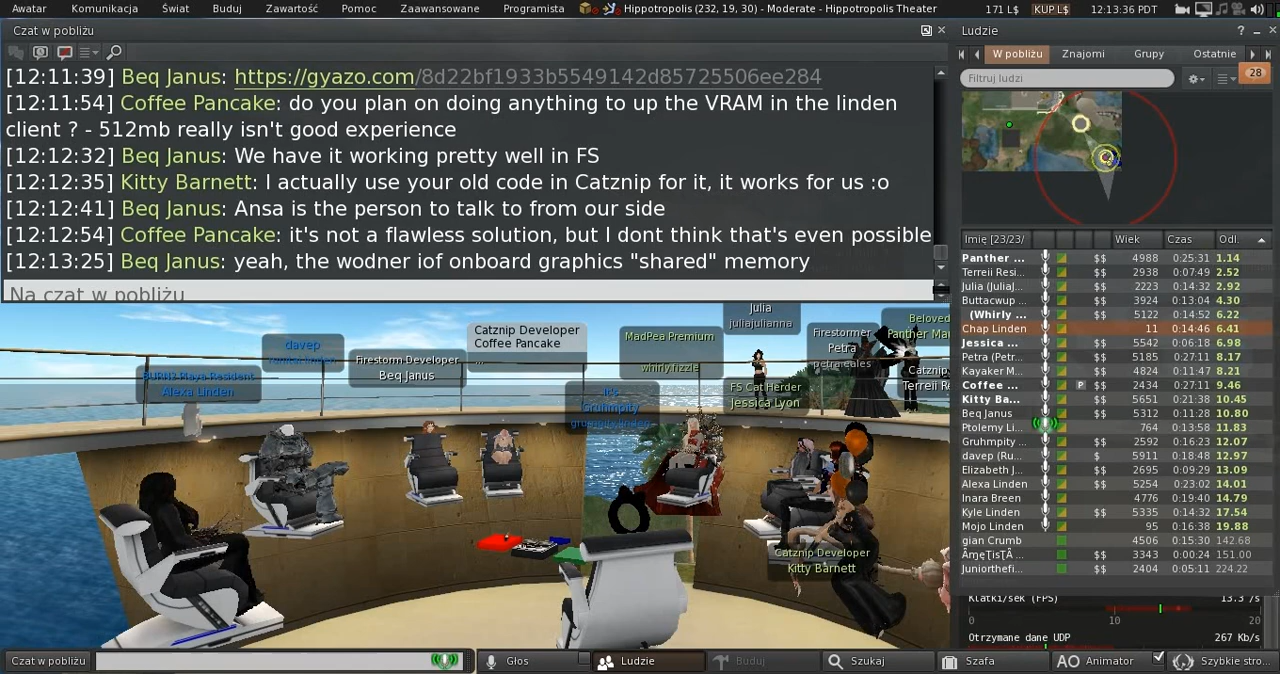 Awatar Komunikacja Świat Buduj Zawartość Pomoc Zaawansowane Programista Hippotropolis (232, 19, 30) - Moderate - Hippotropolis Theater 171 L$ KUP L$ 12:13:36 PDT
Czat w pobliżu
[12:11:39] Beq Janus: https://gyazo.com/8d22bf1933b5549142d85725506ee284
[12:11:54] Coffee Pancake: do you plan on doing anything to up the VRAM in the linden
client ? - 512mb really isn't good experience
[12:12:32] Beq Janus: We have it working pretty well in FS
[12:12:35] Kitty Barnett: I actually use your old code in Catznip for it, it works for us :o
[12:12:41] Beq Janus: Ansa is the person to talk to from our side
[12:12:54] Coffee Pancake: it's not a flawless solution, but I dont think that's even possible
[12:13:25] Beq Janus: yeah, the wodner iof onboard graphics "shared" memory
Na czat w pobliżu
Julia
juliajulianna
davep
Catznip Developer
Coffee Pancake
...
MadPea Premium
whirly.fizzle
Firestormer
Petra
petra.eales
Beloved
Panther Ma
Catznip
Terreii R
Firestorm Developer
Beq Janus
BURN2 Playa Resident
Alexa Linden
Gruhmpity
grumpity.linden
FS Cat Herder
Jessica Lyon
Catznip Developer
Kitty Barnett
Ludzie
W pobliżu Znajomi Grupy Ostatnie
Filtruj ludzi
28
Imię [23/23/ Wiek Czas Odl.
Panther ... $$ 4988 0:25:31 1.14
Terreii Resi... $$ 2938 0:07:49 2.52
Julia (JuliaJ... $$ 2223 0:14:32 2.92
Buttacwup ... $$ 3924 0:13:04 4.30
(Whirly ... $$ 5122 0:14:52 6.22
Chap Linden 11 0:14:46 6.41
Jessica ... $$ 5542 0:06:18 6.98
Petra (Petr... $$ 5185 0:27:11 8.17
Kayaker M... $$ 4824 0:11:47 8.21
Coffee ... P $$ 2434 0:27:11 9.46
Kitty Ba... $$ 5651 0:21:38 10.45
Beq Janus $$ 5312 0:11:28 10.80
Ptolemy Li... 764 0:13:58 11.83
Gruhmpity ... $$ 2592 0:16:23 12.07
davep (Ru... $ 5911 0:18:48 12.97
Elizabeth J... $$ 2695 0:09:29 13.09
Alexa Linden $$ 5254 0:23:02 14.01
Inara Breen 4776 0:19:40 14.79
Kyle Linden $$ 5335 0:14:32 17.54
Mojo Linden 95 0:16:38 19.88
gian Crumb 4506 0:15:30 142.68
$$ 3343 0:00:24 151.00
Juniorthefi... $$ 2404 0:05:11 224.22
Klatki/sek (FPS) 13.3 /s
0 10 20
Otrzymane dane UDP 267 Kb/s
Czat w pobliżu Głos Ludzie Buduj Szukaj Szafa AO Animator Szybkie stro...